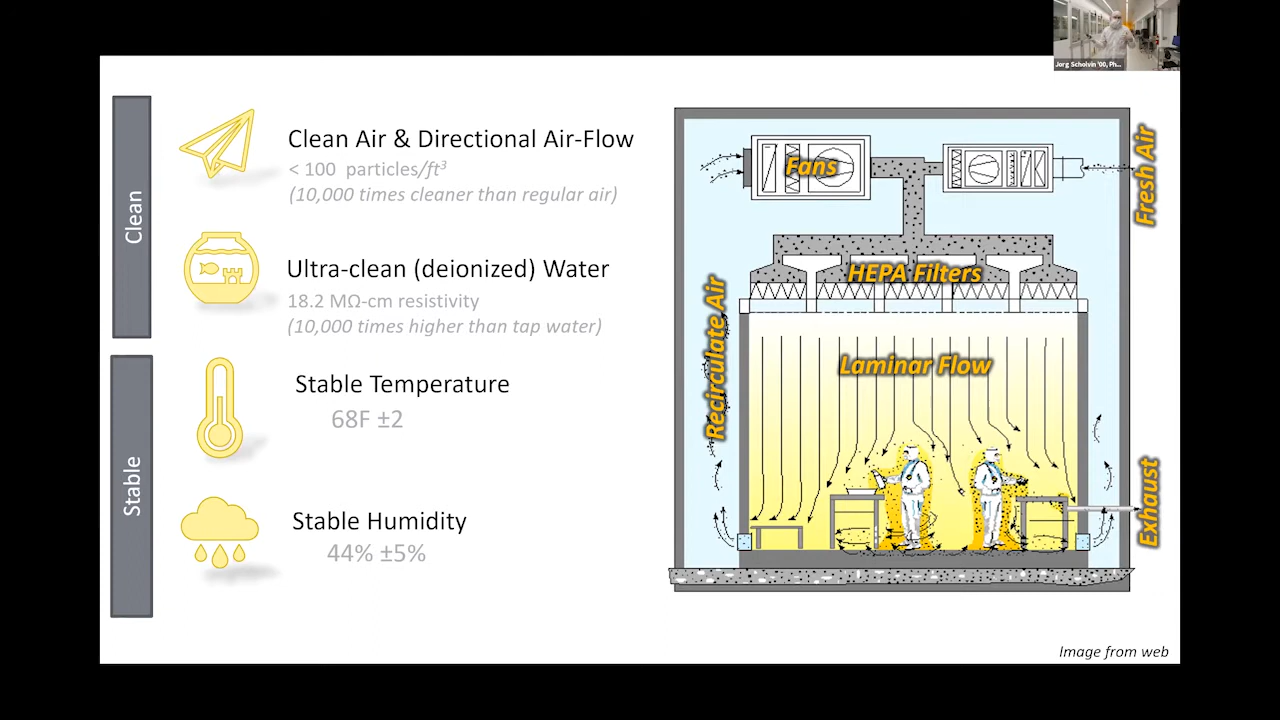 Jorg Scholvin '00, Ph...
Clean
Clean Air & Directional Air-Flow
< 100 particles/ft³
(10,000 times cleaner than regular air)
Ultra-clean (deionized) Water
18.2 MΩ-cm resistivity
(10,000 times higher than tap water)
Stable
Stable Temperature
68F ±2
Stable Humidity
44% ±5%
Fans
Fresh Air
HEPA Filters
Recirculate Air
Laminar Flow
Exhaust
Image from web